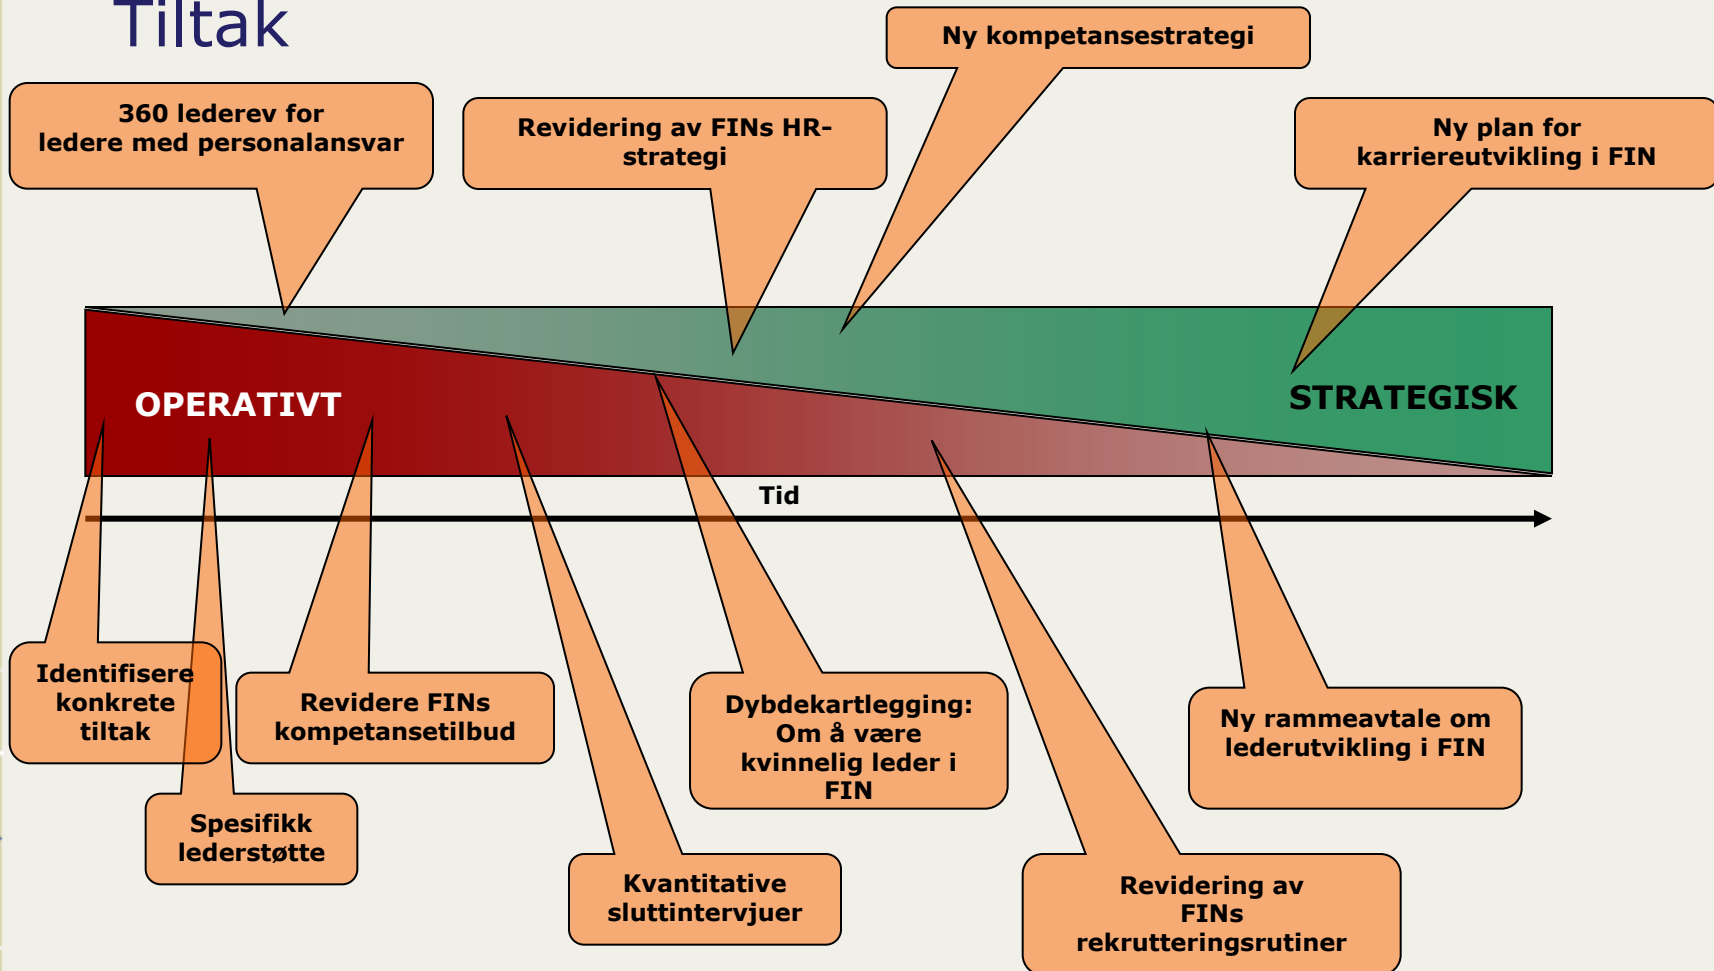 Tiltak
Ny kompetansestrategi
360 lederev for
ledere med personalansvar
Revidering av FINs HR-
strategi
Ny plan for
karriereutvikling i FIN
OPERATIVT
STRATEGISK
Tid
Identifisere
konkrete
tiltak
Revidere FINs
kompetansetilbud
Dybdekartlegging:
Om å være
kvinnelig leder i
FIN
Ny rammeavtale om
lederutvikling i FIN
Spesifikk
lederstøtte
Kvantitative
sluttintervjuer
Revidering av
FINs
rekrutteringsrutiner